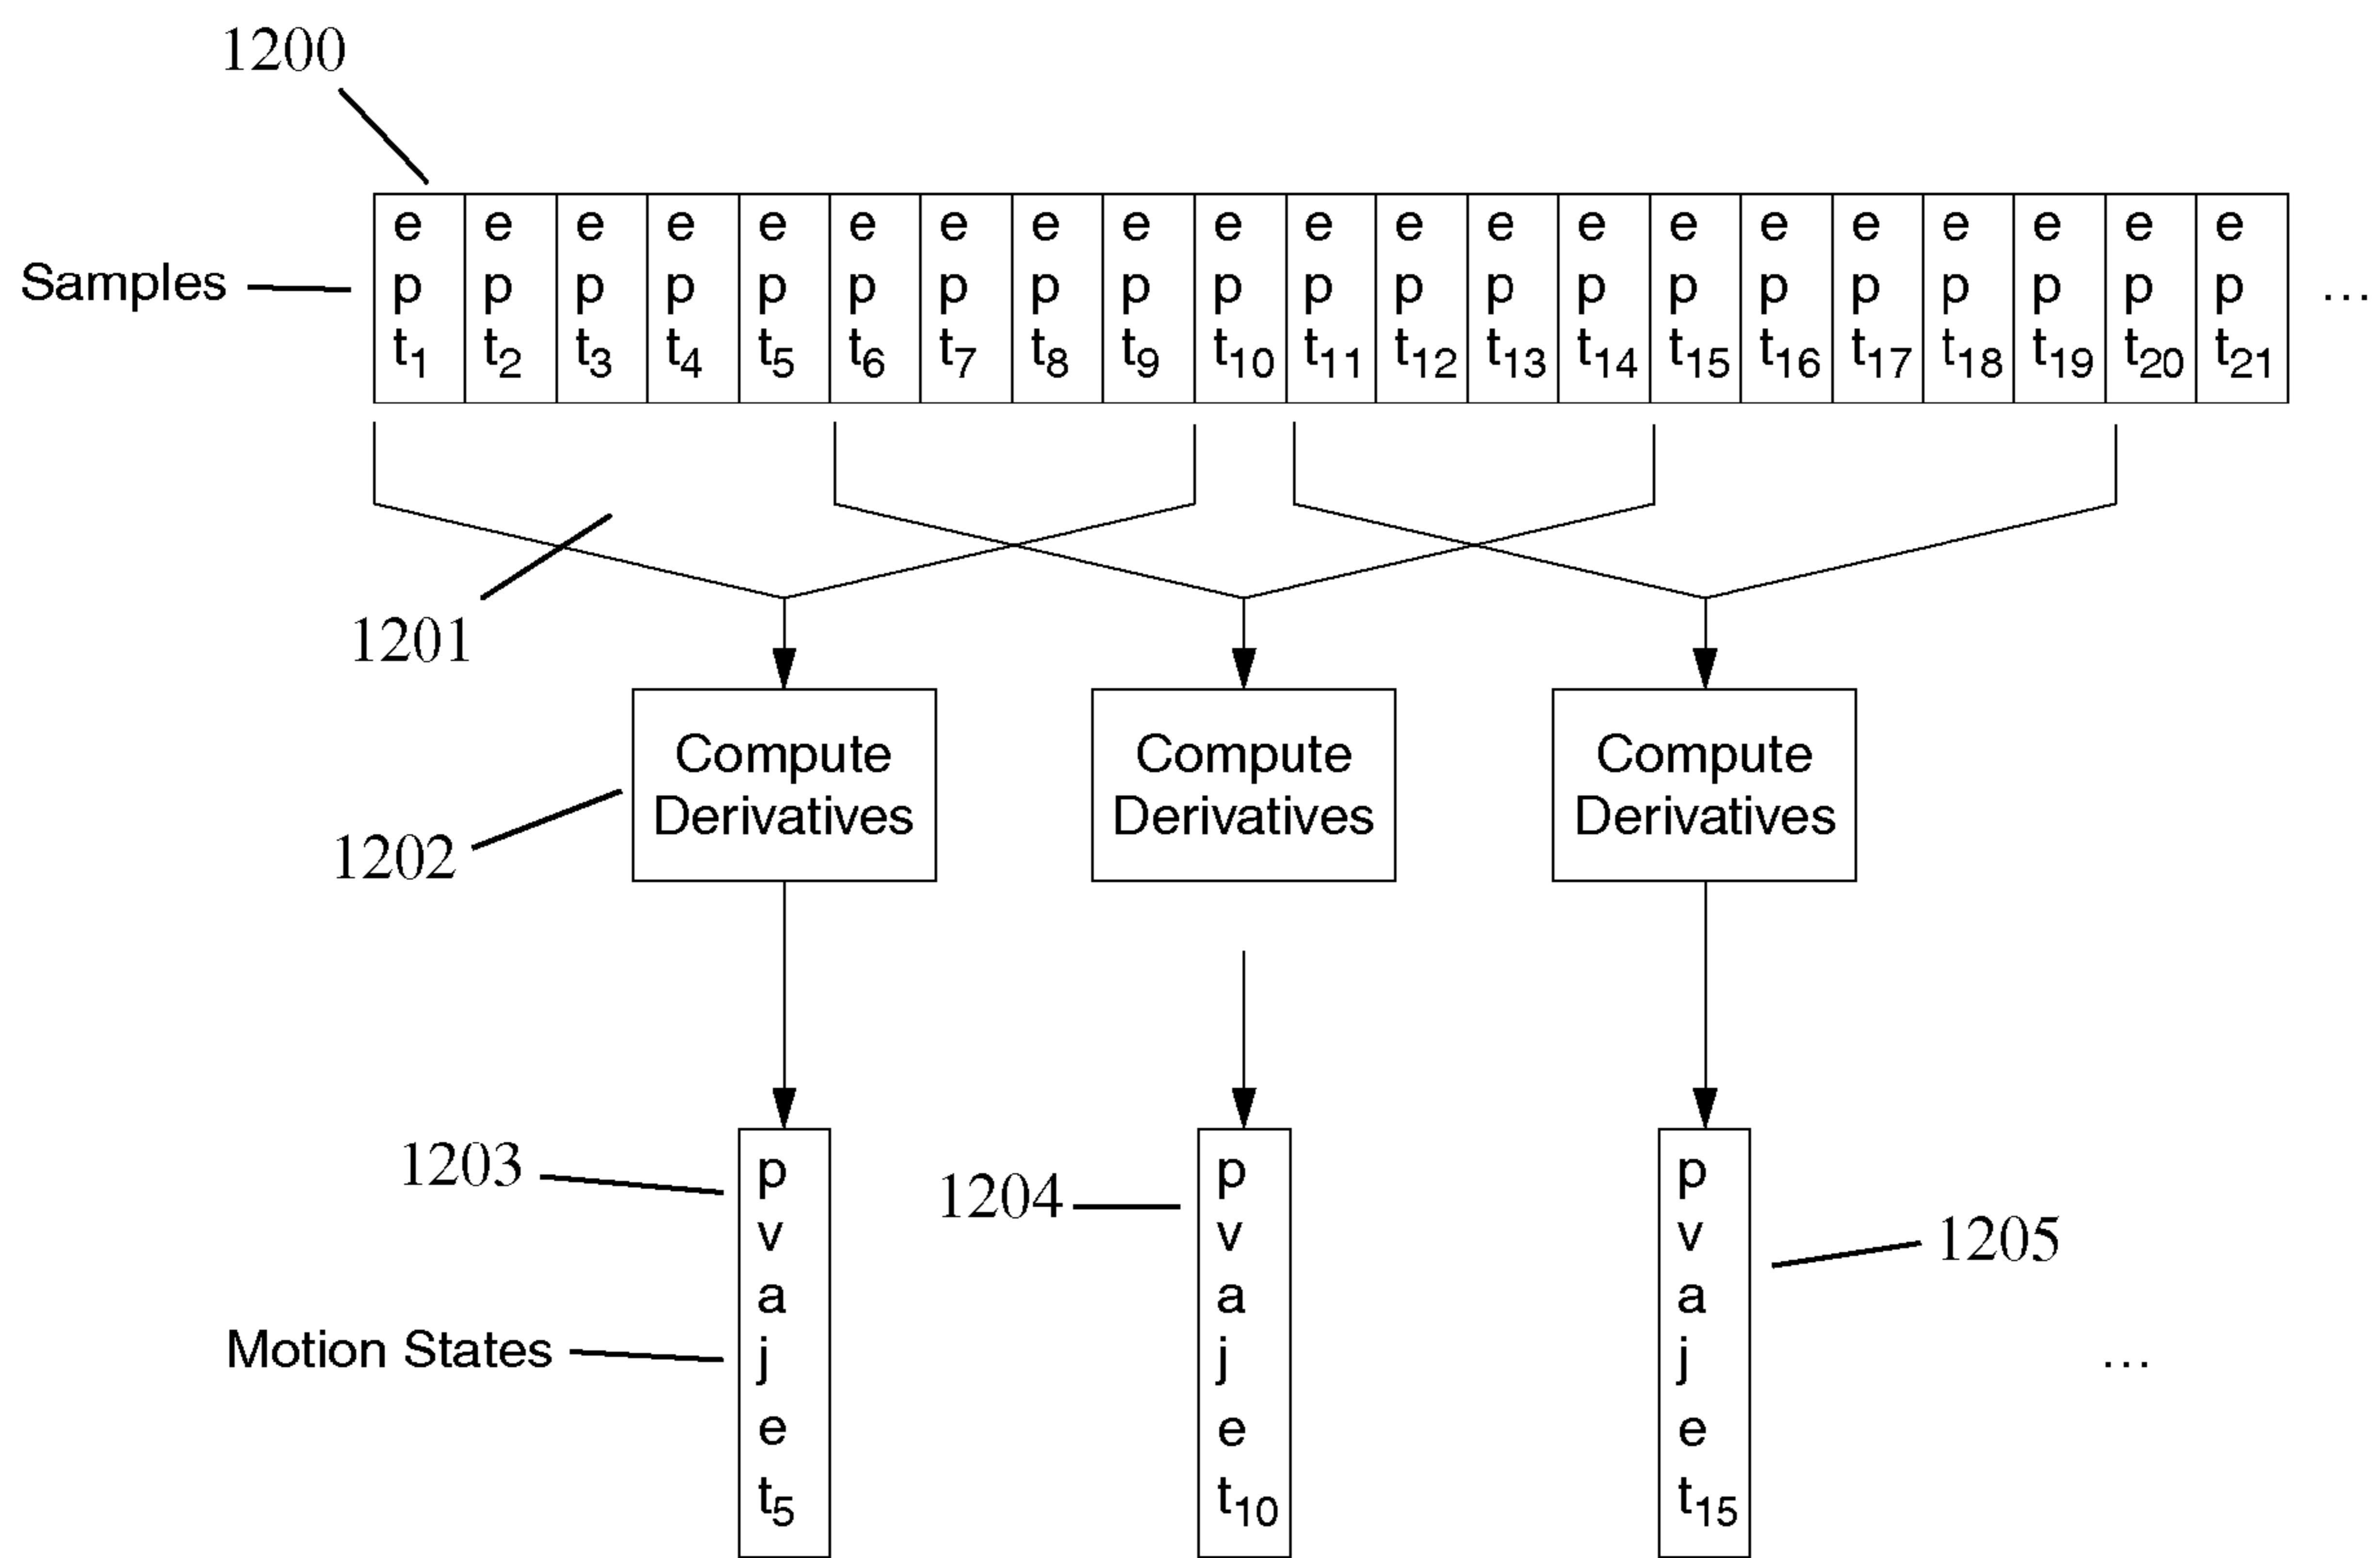 1200
e e e e e e e e e e e e e e e e e e e e e
Samples p p p p p p p p p p p p p p p p p p p p p ...
t1 t2 t3 t4 t5 t6 t7 t8 t9 t10 t11 t12 t13 t14 t15 t16 t17 t18 t19 t20 t21
1201
Compute Compute Compute
Derivatives Derivatives Derivatives
1202
1203 p 1204 p p
v v v 1205
a a a
Motion States j j j ...
e e e
t5 t10 t15